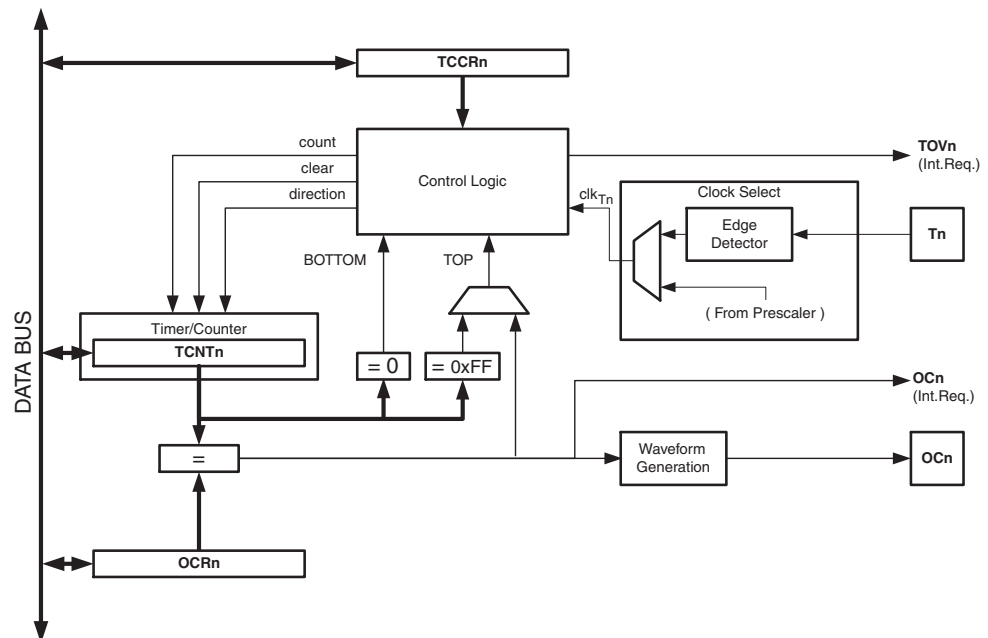 TCCRn
count
clear
direction
Control Logic
TOVn
(Int.Req.)
clkTn
Clock Select
Edge
Detector
Tn
( From Prescaler )
BOTTOM
TOP
Timer/Counter
TCNTn
= 0
= 0xFF
DATA BUS
OCn
(Int.Req.)
=
Waveform
Generation
OCn
OCRn